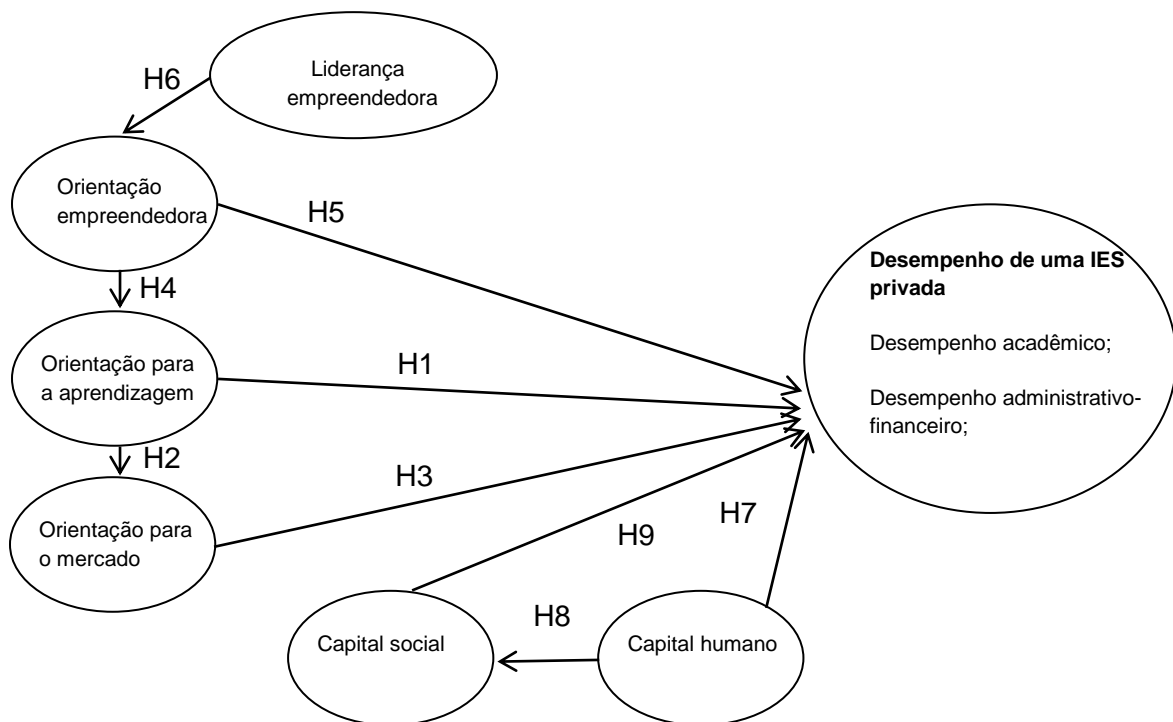 Liderança
empreendedora
H6
Orientação
empreendedora
H5
Desempenho de uma IES
privada
Desempenho acadêmico;
Desempenho administrativo-
financeiro;
H4
Orientação para
a aprendizagem
H1
H2
H3
Orientação para
o mercado
H7
H9
H8
Capital social
Capital humano